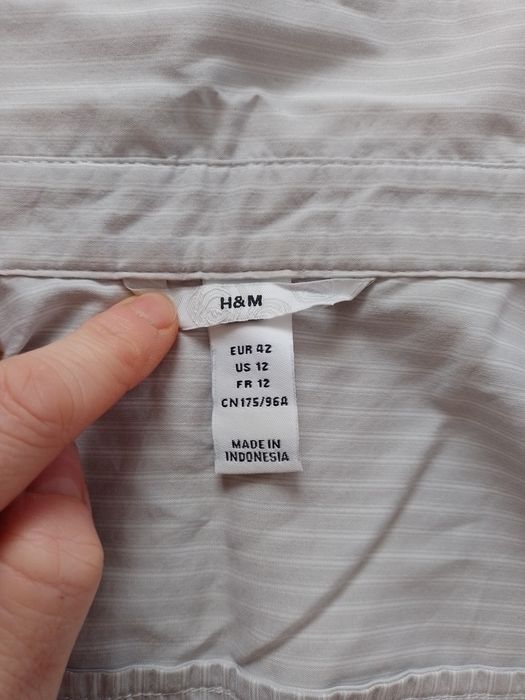 H&M
EUR 42
US 12
FR 12
CN175/96A
MADE IN
INDONESIA